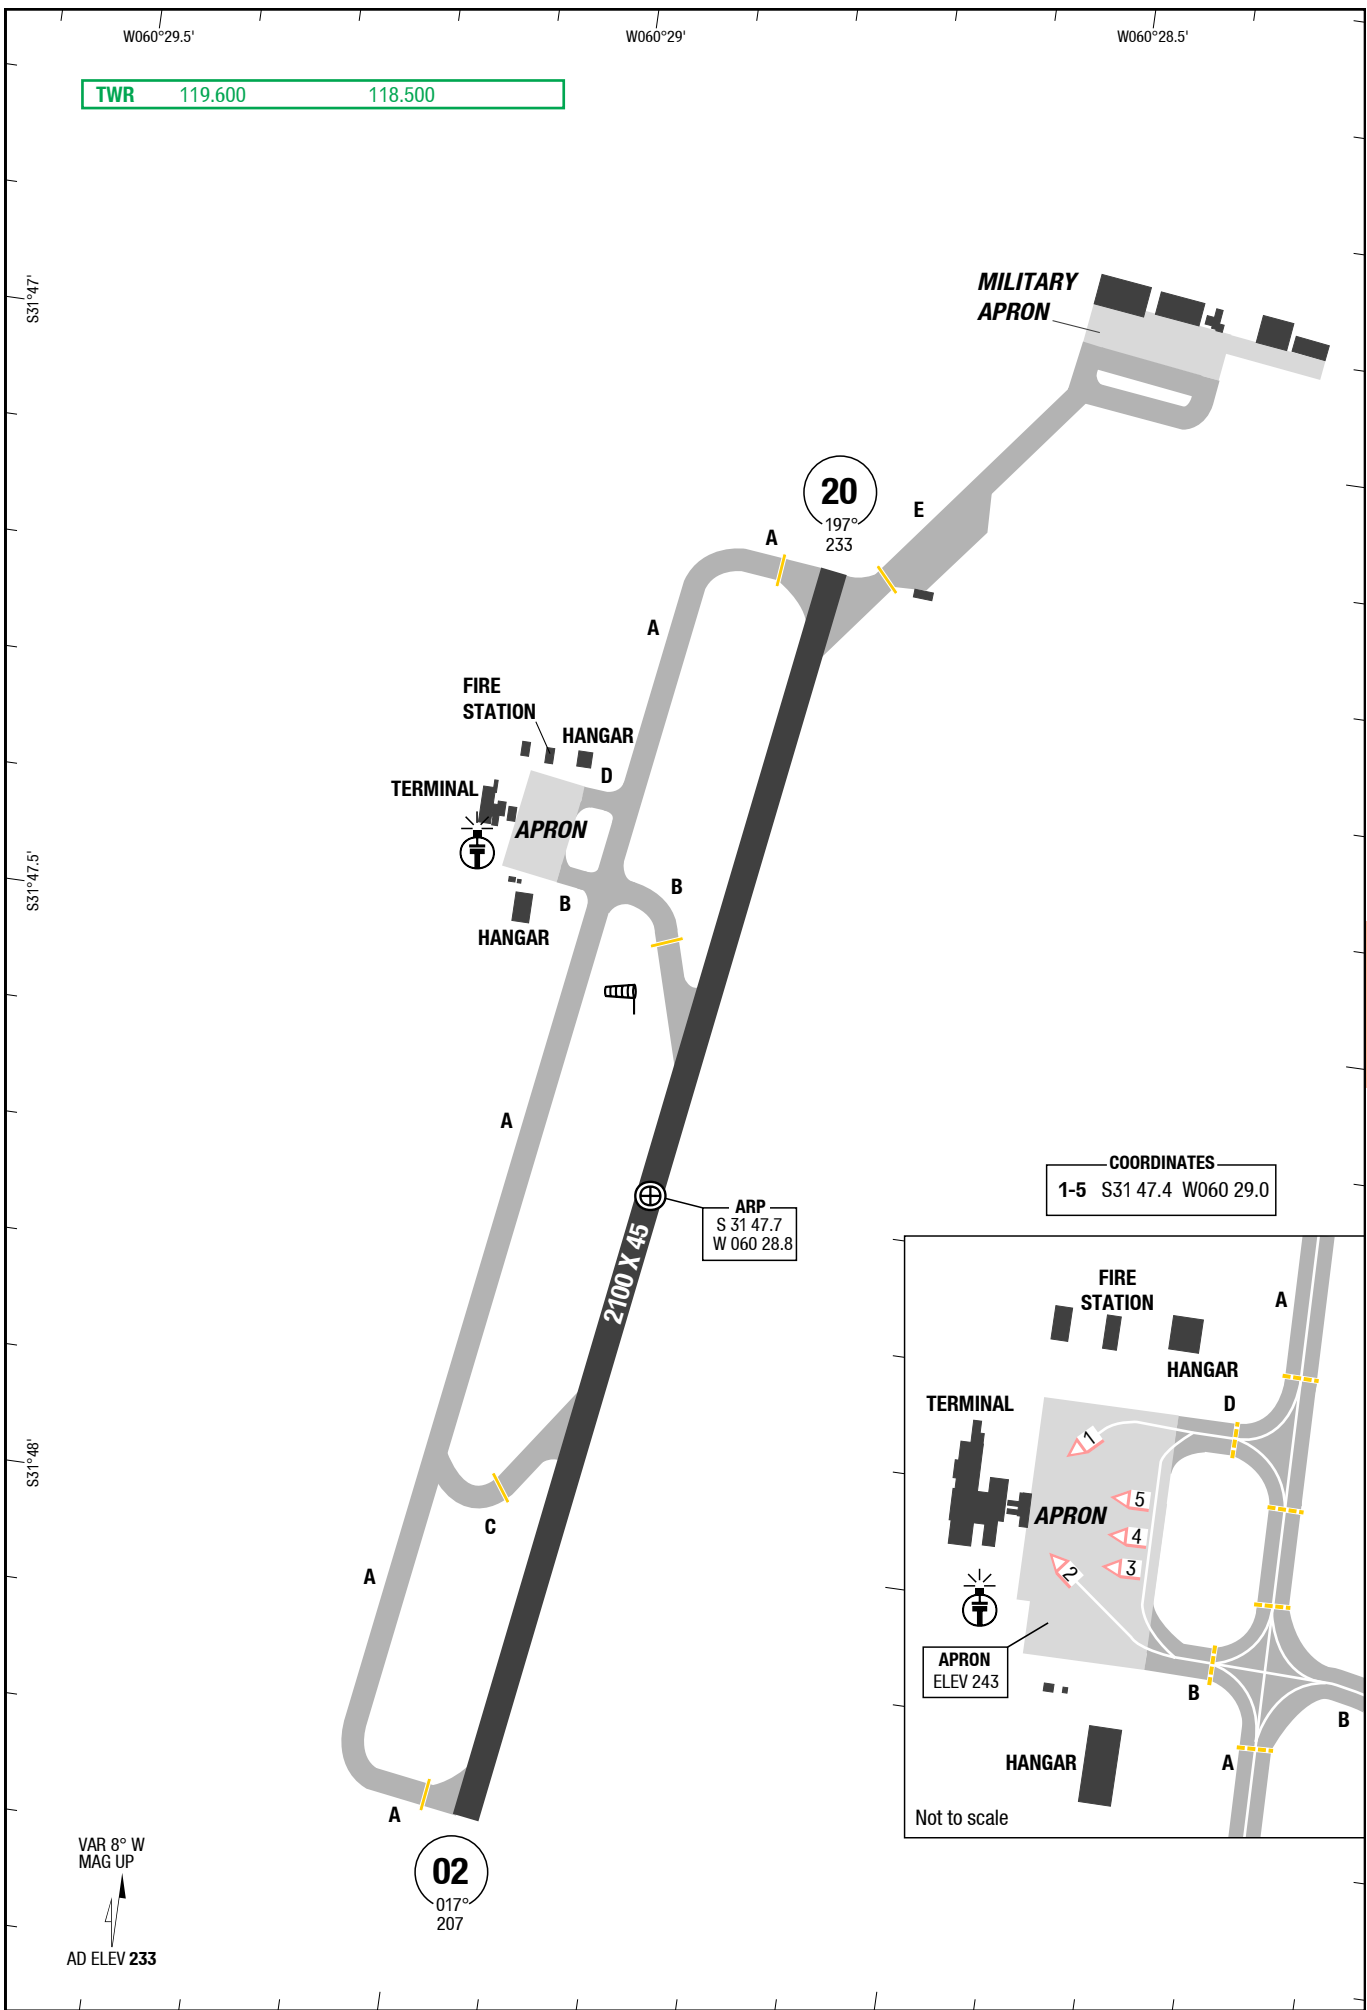 W060°29.5' W060°29' W060°28.5'
TWR 119.600 118.500
S31°47'
MILITARY
APRON
20
197°
233
E
A
A
FIRE
STATION
HANGAR
D
TERMINAL
APRON
S31°47.5'
B
B
HANGAR
A
COORDINATES
1-5 S31 47.4 W060 29.0
ARP
S 31 47.7
W 060 28.8
2100 X 45
S31°48'
C
A
A
02
017°
207
VAR 8° W
MAG UP
AD ELEV 233
FIRE
STATION
A
HANGAR
TERMINAL
D
1
5
APRON
4
3
2
APRON
ELEV 243
B
B
HANGAR
A
Not to scale